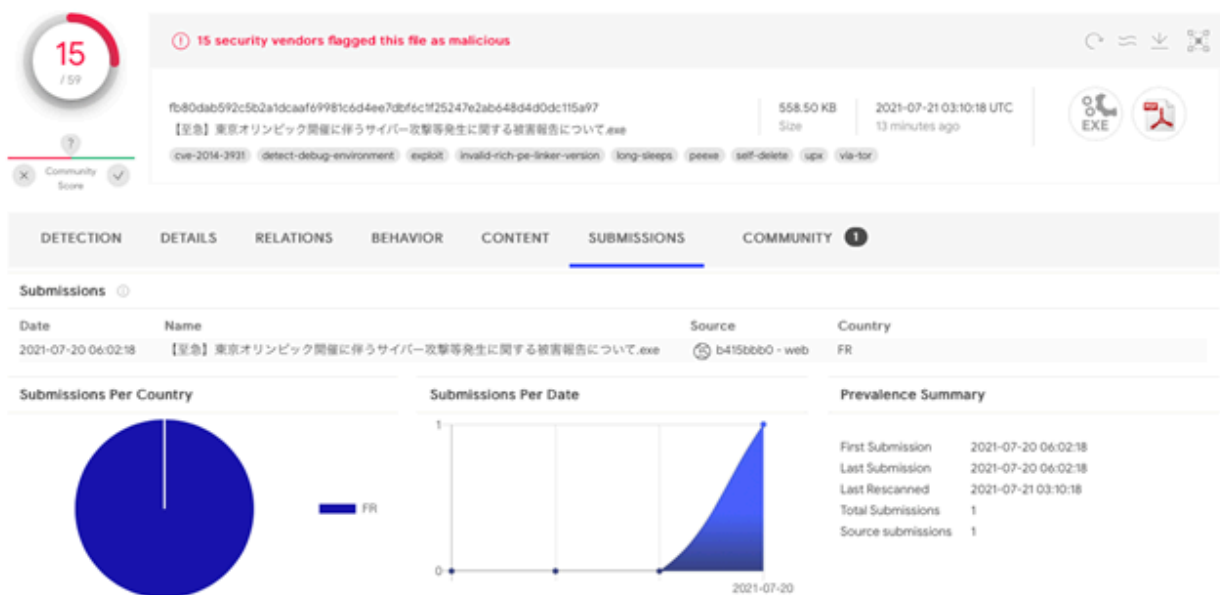 15
/ 59
15 security vendors flagged this file as malicious
fb80dab592c5b2a1dcaaf69981c6d4ee7dbf6c1f25247e2ab648d4d0dc115a97
【至急】東京オリンピック開催に伴うサイバー攻撃等発生に関する被害報告について.exe
cve-2014-3931 detect-debug-environment exploit invalid-rich-pe-linker-version long-sleeps peexe self-delete upx via-tor
558.50 KB
Size
2021-07-21 03:10:18 UTC
13 minutes ago
EXE
PDF
?
Community
Score
DETECTION DETAILS RELATIONS BEHAVIOR CONTENT SUBMISSIONS COMMUNITY 1
Submissions
Date Name Source Country
2021-07-20 06:02:18 【至急】東京オリンピック開催に伴うサイバー攻撃等発生に関する被害報告について.exe b415bbb0 - web FR
Submissions Per Country
FR
Submissions Per Date
1
0
2021-07-20
Prevalence Summary
First Submission 2021-07-20 06:02:18
Last Submission 2021-07-20 06:02:18
Last Rescanned 2021-07-21 03:10:18
Total Submissions 1
Source submissions 1